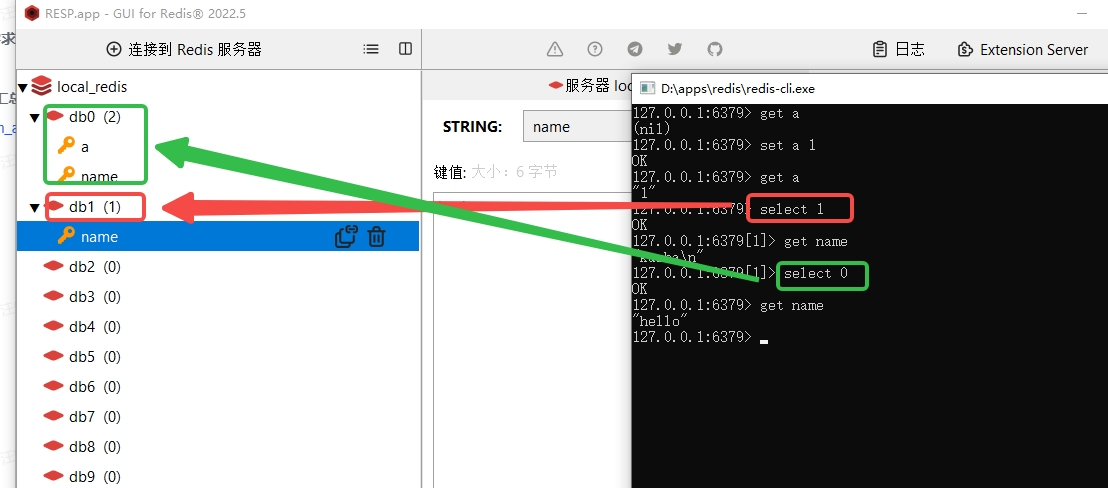 RESP.app - GUI for Redis® 2022.5
连接到 Redis 服务器
日志
Extension Server
local_redis
db0 (2)
a
name
db1 (1)
name
db2 (0)
db3 (0)
db4 (0)
db5 (0)
db6 (0)
db7 (0)
db8 (0)
db9 (0)
服务器 loc
STRING:
name
键值: 大小: 6 字节
D:\apps\redis\redis-cli.exe
127.0.0.1:6379> get a
(nil)
127.0.0.1:6379> set a 1
OK
127.0.0.1:6379> get a
"1"
127.0.0.1:6379> select 1
OK
127.0.0.1:6379[1]> get name
\n"
127.0.0.1:6379[1]> select 0
OK
127.0.0.1:6379> get name
"hello"
127.0.0.1:6379>